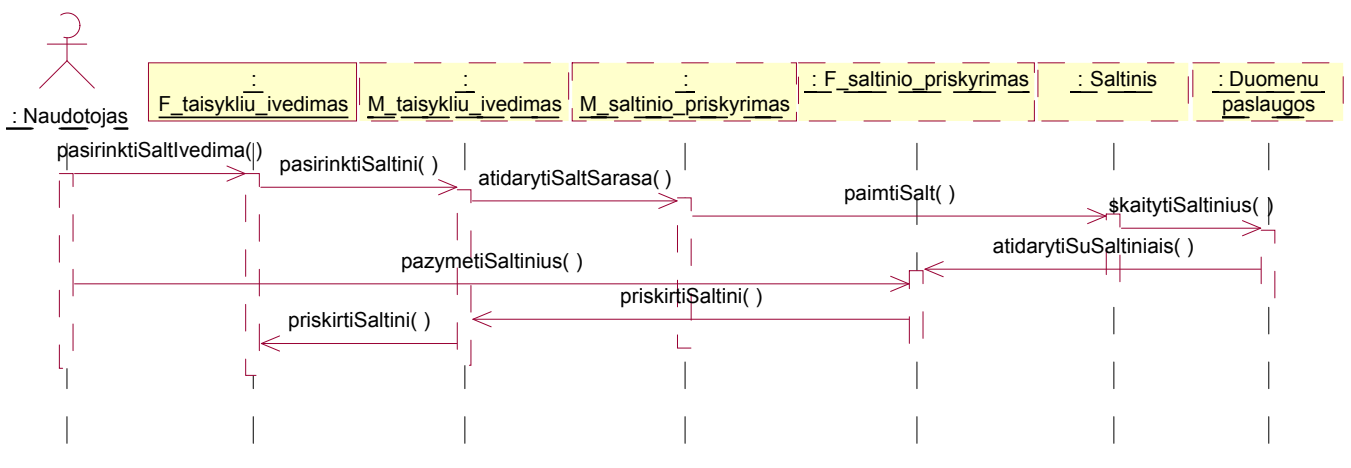 : Naudotojas
:
F_taisykliu_ivedimas
:
M_taisykliu_ivedimas
:
M_saltinio_priskyrimas
: F_saltinio_priskyrimas
: Saltinis
: Duomenu
paslaugos
pasirinktiSaltIvedima( )
pasirinktiSaltini( )
atidarytiSaltSarasa( )
paimtiSalt( )
skaitytiSaltinius( )
atidarytiSuSaltiniais( )
pazymetiSaltinius( )
priskirtiSaltini( )
priskirtiSaltini( )